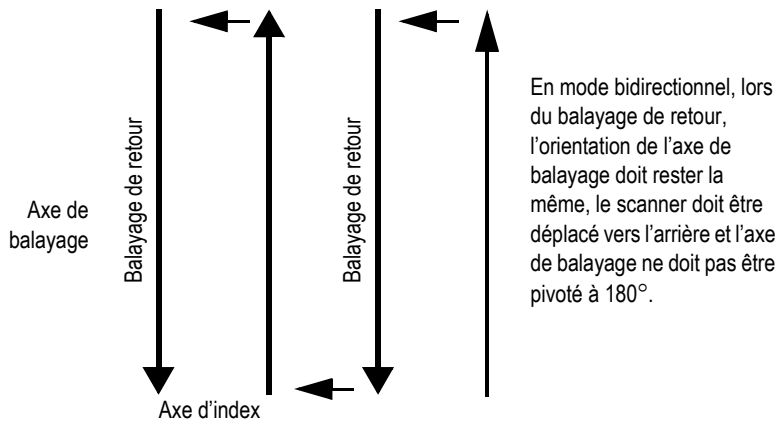 Axe de
balayage
Balayage de retour
Balayage de retour
Axe d'index
En mode bidirectionnel, lors
du balayage de retour,
l'orientation de l'axe de
balayage doit rester la
même, le scanner doit être
déplacé vers l'arrière et l'axe
de balayage ne doit pas être
pivoté à 180°.